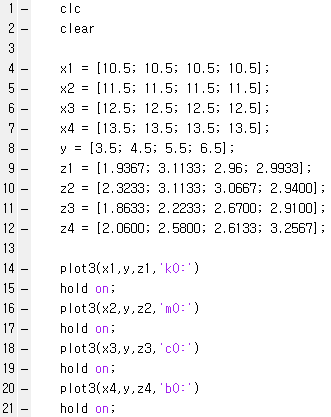 1 – clc
2 – clear
3
4 – x1 = [10.5; 10.5; 10.5; 10.5];
5 – x2 = [11.5; 11.5; 11.5; 11.5];
6 – x3 = [12.5; 12.5; 12.5; 12.5];
7 – x4 = [13.5; 13.5; 13.5; 13.5];
8 – y = [3.5; 4.5; 5.5; 6.5];
9 – z1 = [1.9367; 3.1133; 2.96; 2.9933];
10 – z2 = [2.3233; 3.1133; 3.0667; 2.9400];
11 – z3 = [1.8633; 2.2233; 2.6700; 2.9100];
12 – z4 = [2.0600; 2.5800; 2.6133; 3.2567];
13
14 – plot3(x1,y,z1,'kO:')
15 – hold on;
16 – plot3(x2,y,z2,'mO:')
17 – hold on;
18 – plot3(x3,y,z3,'cO:')
19 – hold on;
20 – plot3(x4,y,z4,'bO:')
21 – hold on;